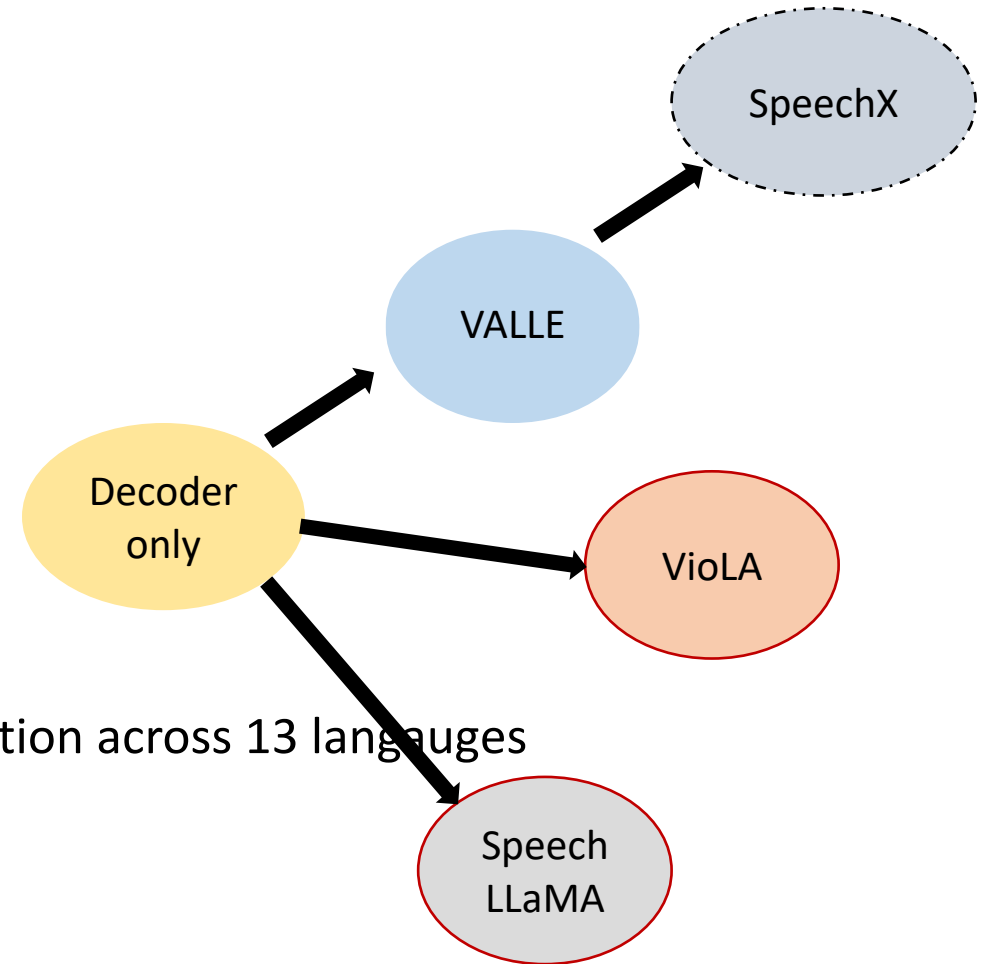 SpeechX
VALLE
Decoder
only
VioLA
tion across 13 langauges
Speech
LLaMA